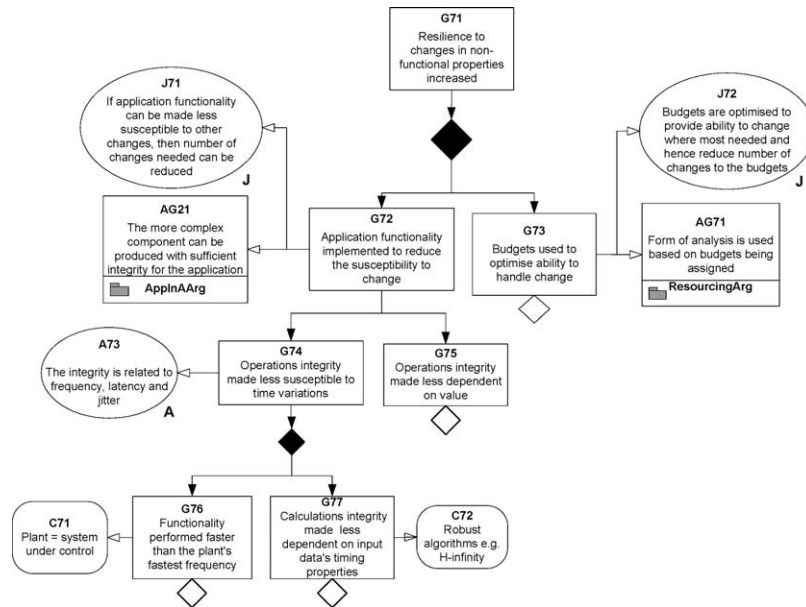 G71
Resilience to
changes in non-
functional properties
increased
J71
If application functionality
can be made less
susceptible to other
changes, then number of
changes needed can be
reduced
J
J72
Budgets are optimised to
provide ability to change
where most needed and
hence reduce number of
changes to the budgets
J
AG21
The more complex
component can be
produced with sufficient
integrity for the application
AppInAArg
G72
Application functionality
implemented to reduce
the susceptibility to
change
G73
Budgets used to
optimise ability to
handle change
AG71
Form of analysis is used
based on budgets being
assigned
ResourcingArg
A73
The integrity is related to
frequency, latency and
jitter
A
G74
Operations integrity
made less susceptible to
time variations
G75
Operations integrity
made less dependent
on value
C71
Plant = system
under control
G76
Functionality
performed faster
than the plant's
fastest frequency
G77
Calculations integrity
made less
dependent on input
data's timing
properties
C72
Robust
algorithms e.g.
H-infinity